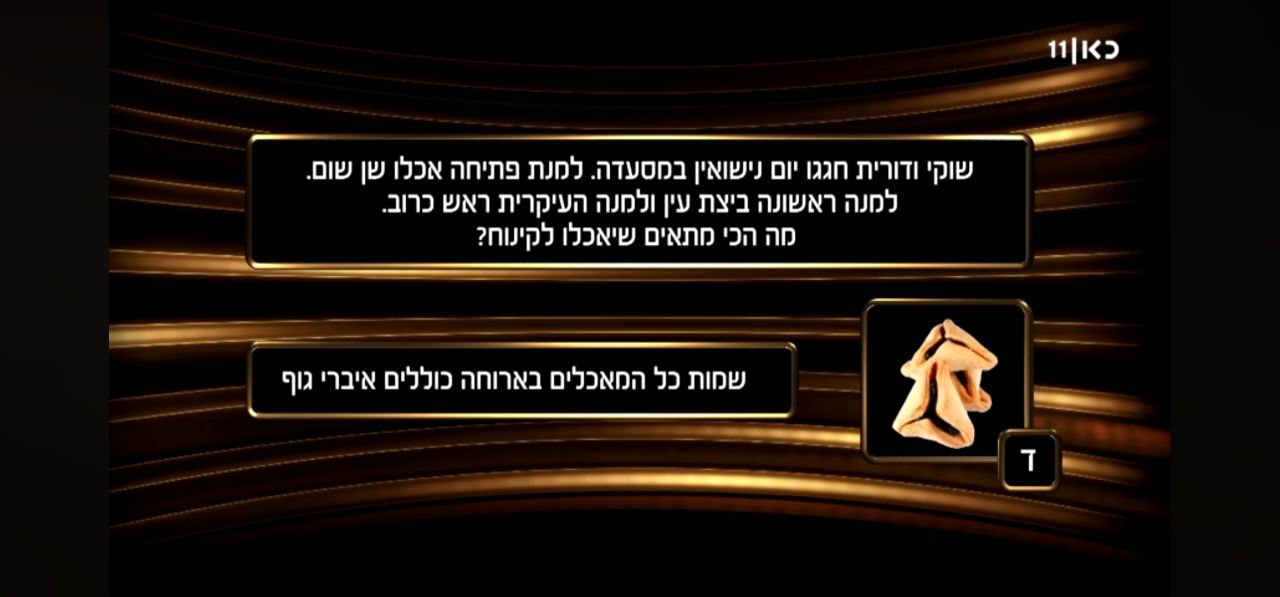 כאן 11
שוקי ודורית חגגו יום נישואין במסעדה. למנת פתיחה אכלו שן שום.
למנה ראשונה ביצת עין ולמנה העיקרית ראש כרוב.
מה הכי מתאים שיאכלו לקינוח?
שמות כל המאכלים בארוחה כוללים איברי גוף
ד